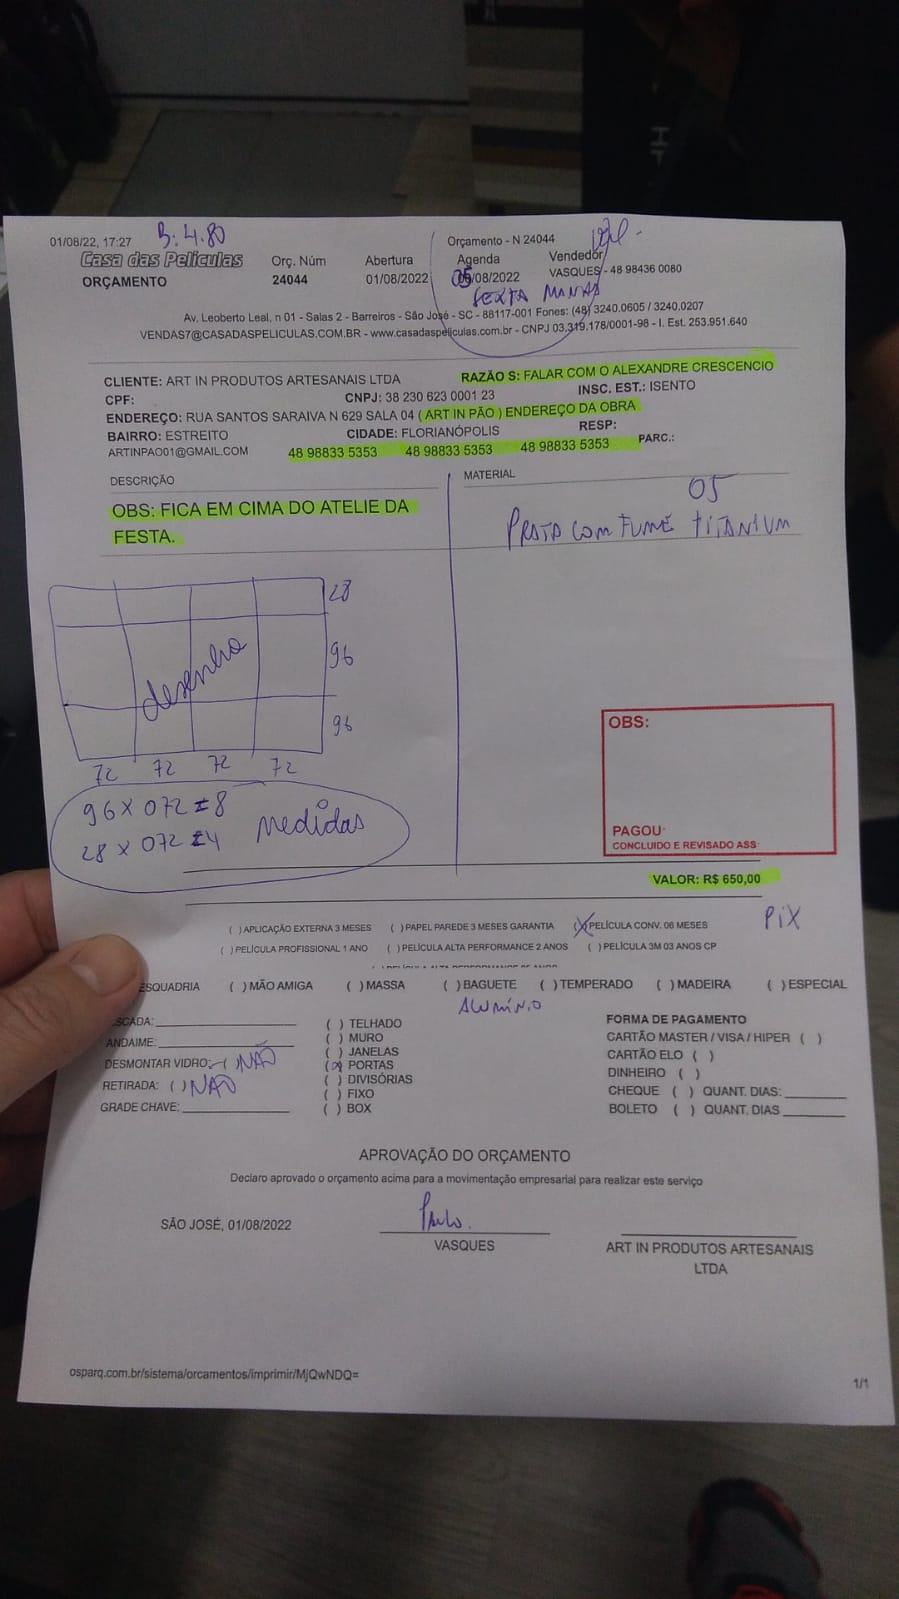 01/08/22, 17:27 B: 4.80 Orçamento - N 24044
Casa das Peliculas Orç. Núm Abertura Agenda Vendedor
ORÇAMENTO 24044 01/08/2022 05/08/2022 VASQUES - 48 98436 0080
SEXTA
Av. Leoberto Leal, n 01 - Salas 2 - Barreiros - São José - SC - 88117-001 Fones: (48) 3240.0605 / 3240.0207
VENDAS7@CASADASPELICULAS.COM.BR - www.casadaspeliculas.com.br - CNPJ 03.319.178/0001-98 - I. Est. 253.951.640
CLIENTE: ART IN PRODUTOS ARTESANAIS LTDA RAZÃO S: FALAR COM O ALEXANDRE CRESCENCIO
CPF: CNPJ: 38 230 623 0001 23 INSC. EST.: ISENTO
ENDEREÇO: RUA SANTOS SARAIVA N 629 SALA 04 ( ART IN PÃO ) ENDEREÇO DA OBRA
BAIRRO: ESTREITO CIDADE: FLORIANÓPOLIS RESP:
ARTINPAO01@GMAIL.COM 48 98833 5353 48 98833 5353 48 98833 5353 PARC.:
DESCRIÇÃO MATERIAL
OBS: FICA EM CIMA DO ATELIE DA
FESTA.
05
PRATA COM FUMÊ TITANIUM
28
desenho 96
96
72 72 72 72
96 x 072 = 8
28 x 072 = 4 Medidas
OBS:
PAGOU
CONCLUIDO E REVISADO ASS
VALOR: R$ 650,00
( ) APLICAÇÃO EXTERNA 3 MESES ( ) PAPEL PAREDE 3 MESES GARANTIA (X) PELÍCULA CONV. 06 MESES PiX
( ) PELÍCULA PROFISSIONAL 1 ANO ( ) PELÍCULA ALTA PERFORMANCE 2 ANOS ( ) PELÍCULA 3M 03 ANOS CP
ESQUADRIA ( ) MÃO AMIGA ( ) MASSA ( ) BAGUETE ( ) TEMPERADO ( ) MADEIRA ( ) ESPECIAL
ALUMÍNIO
( ) TELHADO FORMA DE PAGAMENTO
ANDAIME: ( ) MURO CARTÃO MASTER / VISA / HIPER ( )
DESMONTAR VIDRO: ( ) NÃO ( ) JANELAS CARTÃO ELO ( )
RETIRADA: ( ) NÃO (X) PORTAS DINHEIRO ( )
GRADE CHAVE: ( ) DIVISÓRIAS CHEQUE ( ) QUANT. DIAS:
( ) FIXO BOLETO ( ) QUANT. DIAS
( ) BOX
APROVAÇÃO DO ORÇAMENTO
Declaro aprovado o orçamento acima para a movimentação empresarial para realizar este serviço
SÃO JOSÉ, 01/08/2022 Paulo.
VASQUES ART IN PRODUTOS ARTESANAIS
LTDA
osparq.com.br/sistema/orcamentos/imprimir/MjQwNDQ= 1/1